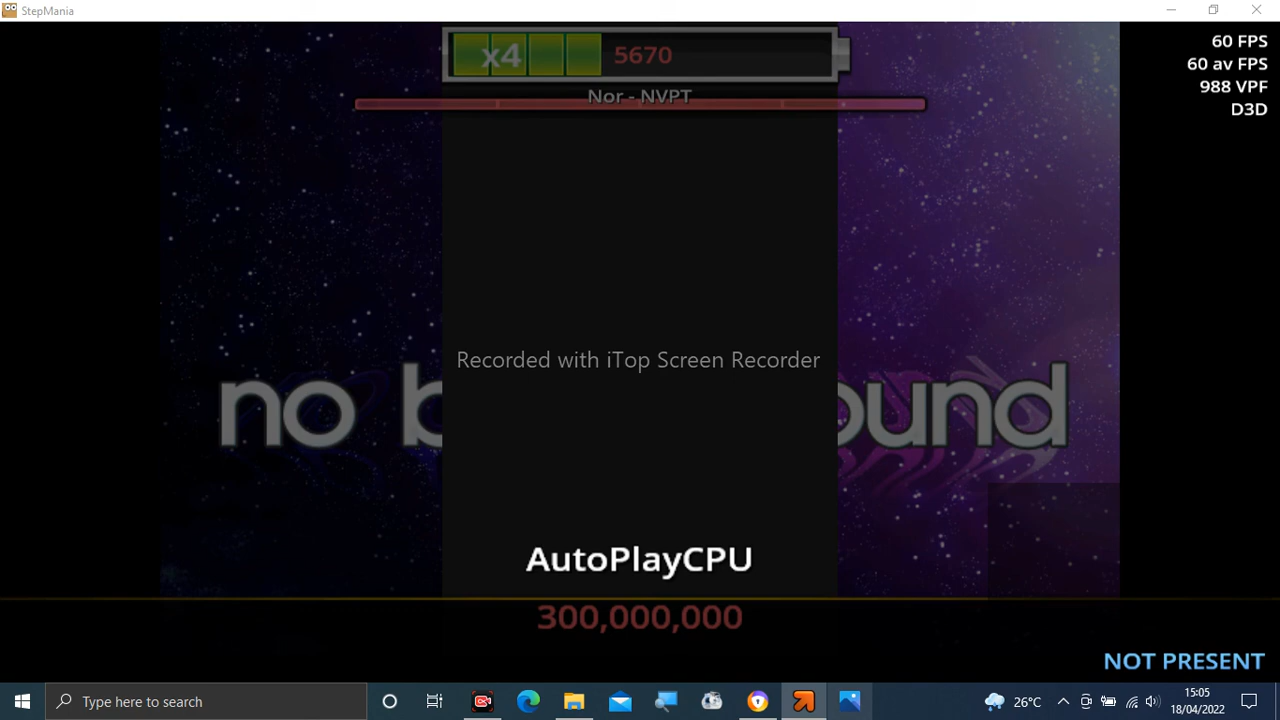 StepMania
60 FPS
60 av FPS
988 VPF
D3D
x4 5670
Nor - NVPT
Recorded with iTop Screen Recorder
no b ound
AutoPlayCPU
300,000,000
NOT PRESENT
Type here to search
26°C
15:05
18/04/2022